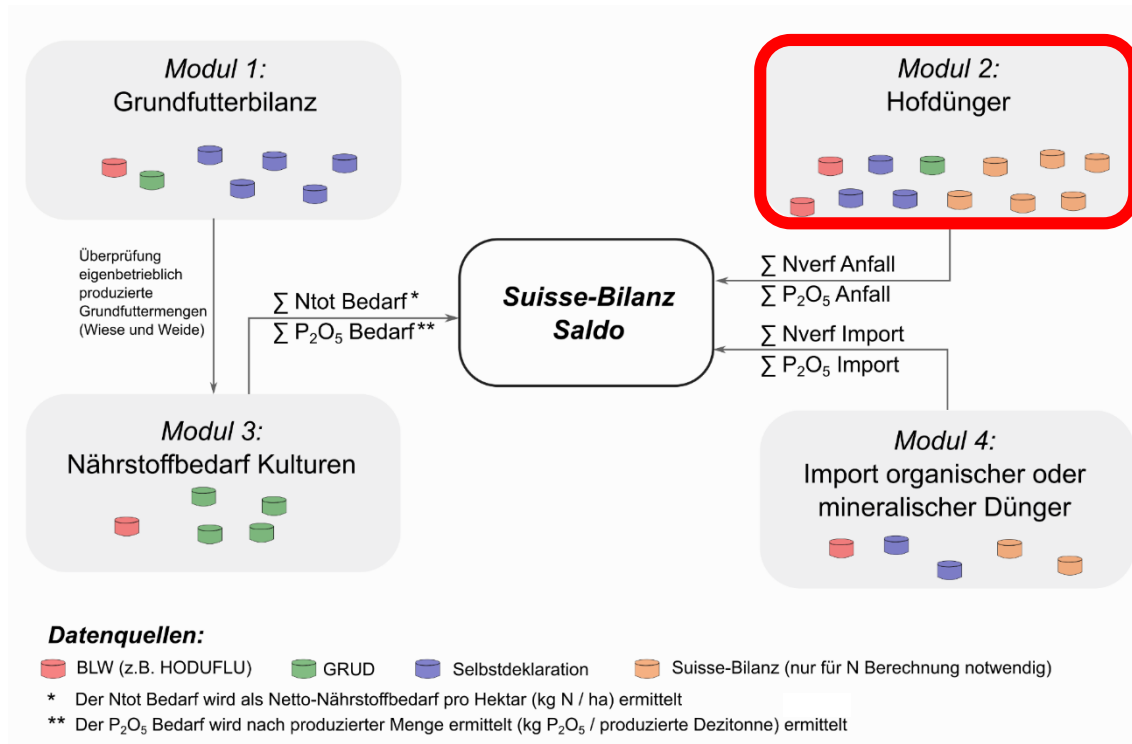 Modul 1:
Grundfutterbilanz
Modul 2:
Hofdünger
Überprüfung
eigenbetrieblich
produzierte
Grundfuttermengen
(Wiese und Weide)
∑ Ntot Bedarf *
∑ P₂O₅ Bedarf **
Suisse-Bilanz
Saldo
∑ Nverf Anfall
∑ P₂O₅ Anfall
∑ Nverf Import
∑ P₂O₅ Import
Modul 3:
Nährstoffbedarf Kulturen
Modul 4:
Import organischer oder
mineralischer Dünger
Datenquellen:
BLW (z.B. HODUFLU) GRUD Selbstdeklaration Suisse-Bilanz (nur für N Berechnung notwendig)
* Der Ntot Bedarf wird als Netto-Nährstoffbedarf pro Hektar (kg N / ha) ermittelt
** Der P₂O₅ Bedarf wird nach produzierter Menge ermittelt (kg P₂O₅ / produzierte Dezitonne) ermittelt